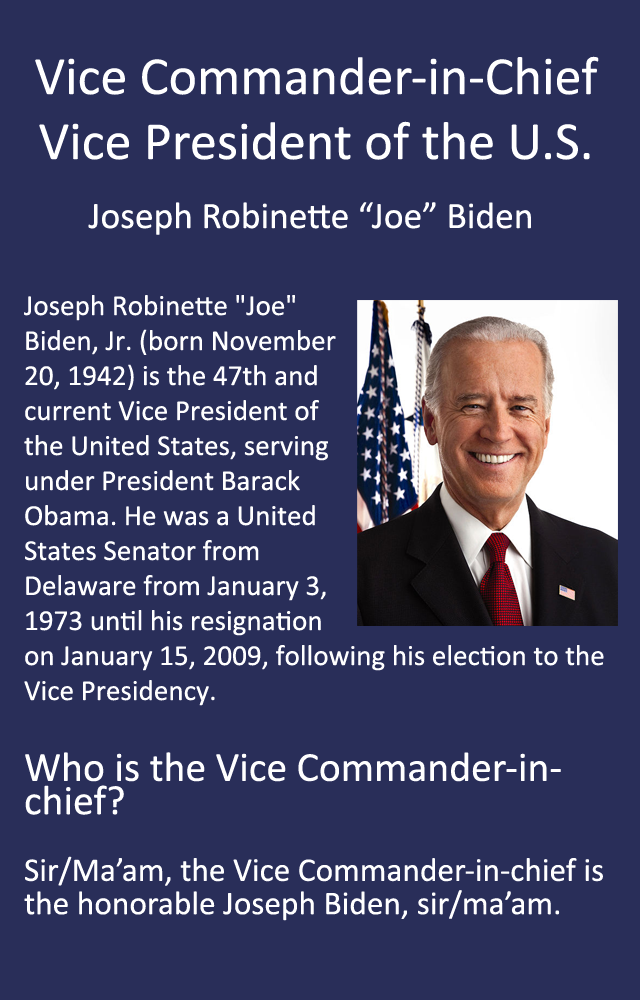 Vice Commander-in-Chief
Vice President of the U.S.
Joseph Robinette “Joe” Biden
Joseph Robinette "Joe"
Biden, Jr. (born November
20, 1942) is the 47th and
current Vice President of
the United States, serving
under President Barack
Obama. He was a United
States Senator from
Delaware from January 3,
1973 until his resignation
on January 15, 2009, following his election to the
Vice Presidency.
Who is the Vice Commander-in-
chief?
Sir/Ma’am, the Vice Commander-in-chief is
the honorable Joseph Biden, sir/ma’am.